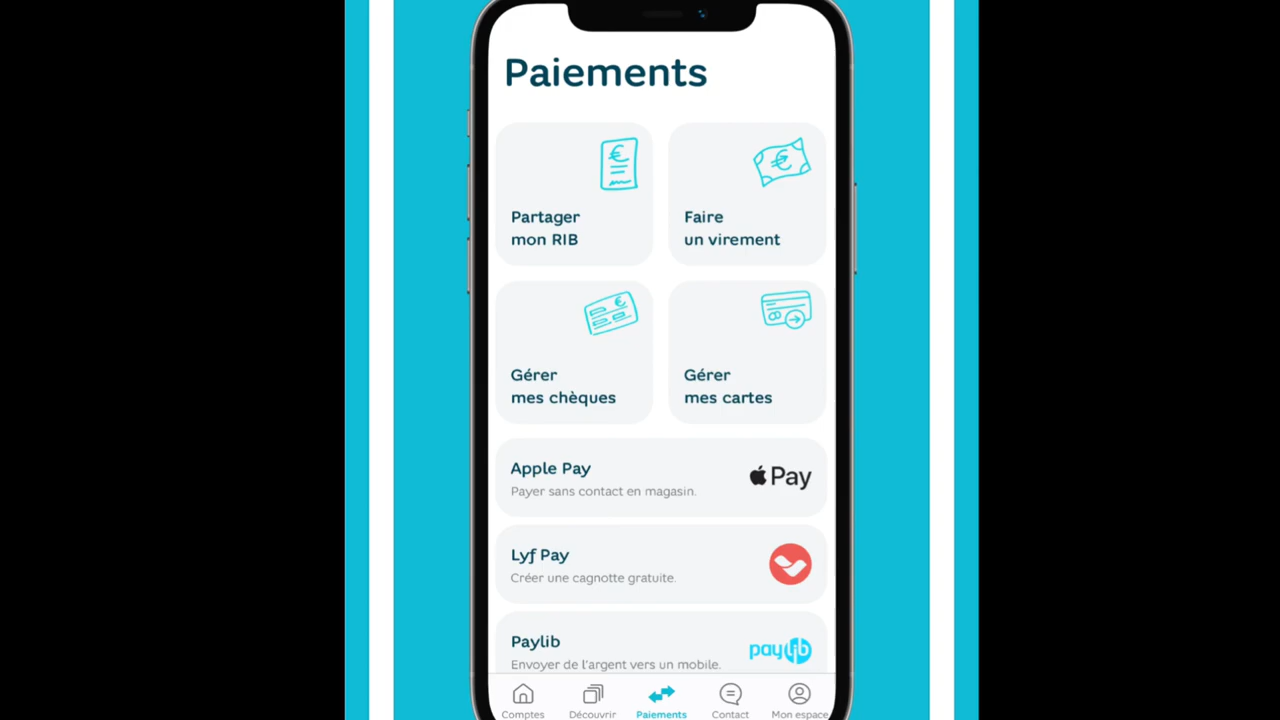 Paiements
Partager
mon RIB
Faire
un virement
Gérer
mes chèques
Gérer
mes cartes
Apple Pay
Payer sans contact en magasin.
Pay
Lyf Pay
Créer une cagnotte gratuite.
Paylib
Envoyer de l'argent vers un mobile.
paylib
Comptes
Découvrir
Paiements
Contact
Mon espace